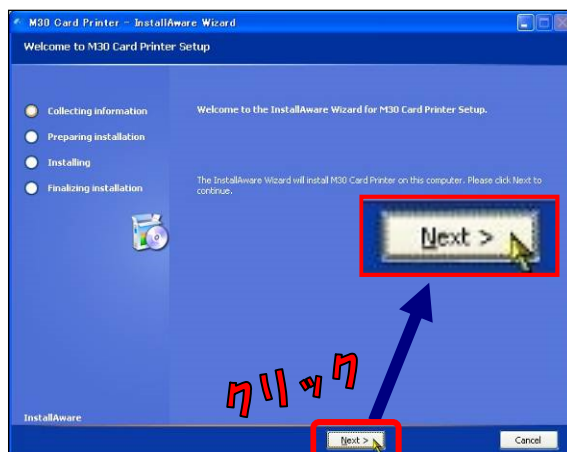 M30 Card Printer - InstallAware Wizard
Welcome to M30 Card Printer Setup
Collecting information
Preparing installation
Installing
Finalizing installation
Welcome to the InstallAware Wizard for M30 Card Printer Setup.
The InstallAware Wizard will install M30 Card Printer on this computer. Please click Next to
continue.
Next >
クリック
InstallAware
Next >
Cancel